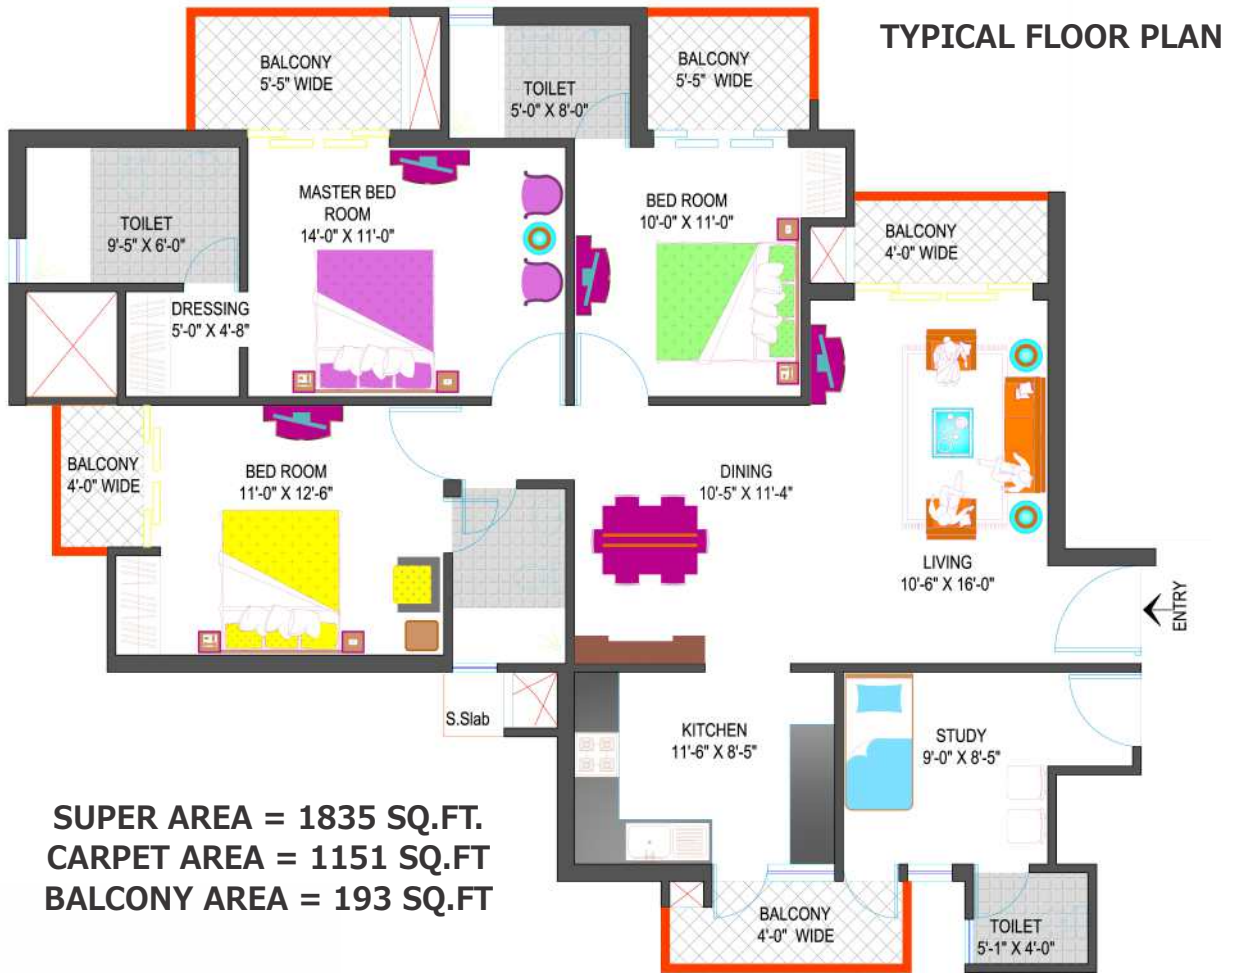 TYPICAL FLOOR PLAN
BALCONY
5'-5" WIDE
TOILET
5'-0" X 8'-0"
BALCONY
5'-5" WIDE
TOILET
9'-5" X 6'-0"
MASTER BED
ROOM
14'-0" X 11'-0"
BED ROOM
10'-0" X 11'-0"
BALCONY
4'-0" WIDE
DRESSING
5'-0" X 4'-8"
BALCONY
4'-0" WIDE
BED ROOM
11'-0" X 12'-6"
DINING
10'-5" X 11'-4"
LIVING
10'-6" X 16'-0"
ENTRY
S.Slab
KITCHEN
11'-6" X 8'-5"
STUDY
9'-0" X 8'-5"
SUPER AREA = 1835 SQ.FT.
CARPET AREA = 1151 SQ.FT
BALCONY AREA = 193 SQ.FT
BALCONY
4'-0" WIDE
TOILET
5'-1" X 4'-0"